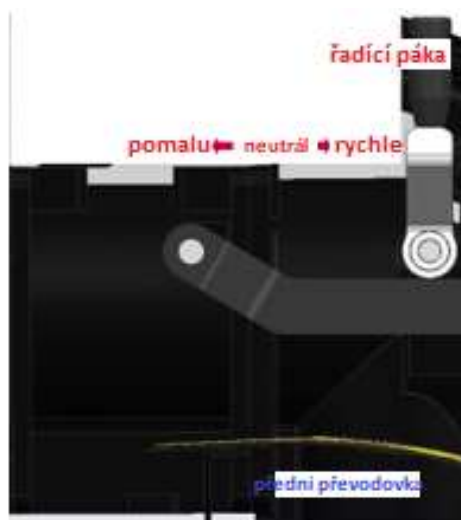 řadící páka
pomalu neutrál rychle
přední převodovka